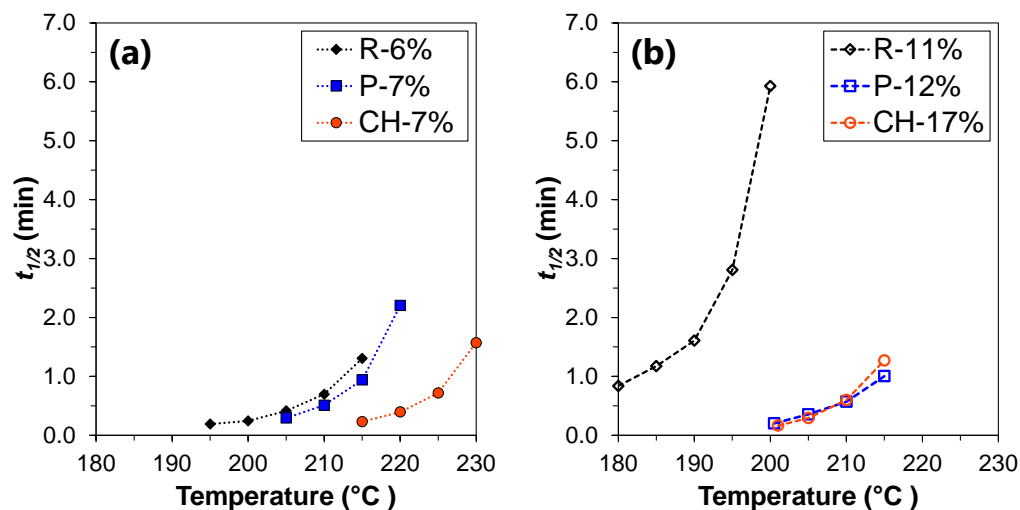 (a)
R-6%
P-7%
CH-7%
7.0
6.0
5.0
4.0
3.0
2.0
1.0
0.0
t1/2 (min)
180 190 200 210 220 230
Temperature (°C )
(b)
R-11%
P-12%
CH-17%
7.0
6.0
5.0
4.0
3.0
2.0
1.0
0.0
t1/2 (min)
180 190 200 210 220 230
Temperature (°C )